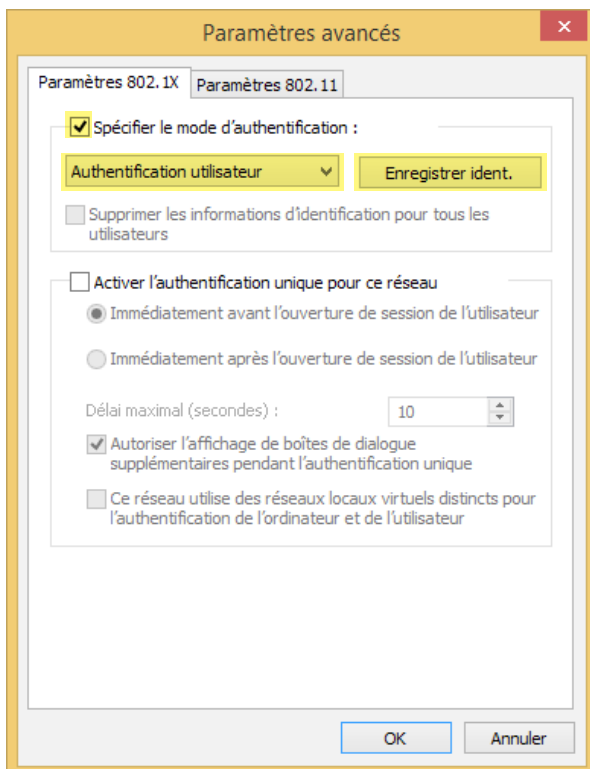 Paramètres avancés
Paramètres 802.1X
Paramètres 802.11
Spécifier le mode d'authentification :
Authentification utilisateur
Enregistrer ident.
Supprimer les informations d'identification pour tous les
utilisateurs
Activer l'authentification unique pour ce réseau
Immédiatement avant l'ouverture de session de l'utilisateur
Immédiatement après l'ouverture de session de l'utilisateur
Délai maximal (secondes) :
10
Autoriser l'affichage de boîtes de dialogue
supplémentaires pendant l'authentification unique
Ce réseau utilise des réseaux locaux virtuels distincts pour
l'authentification de l'ordinateur et de l'utilisateur
OK
Annuler